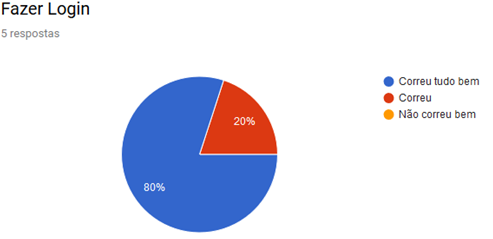 Fazer Login
5 respostas
Correu tudo bem
Correu
Não correu bem
20%
80%